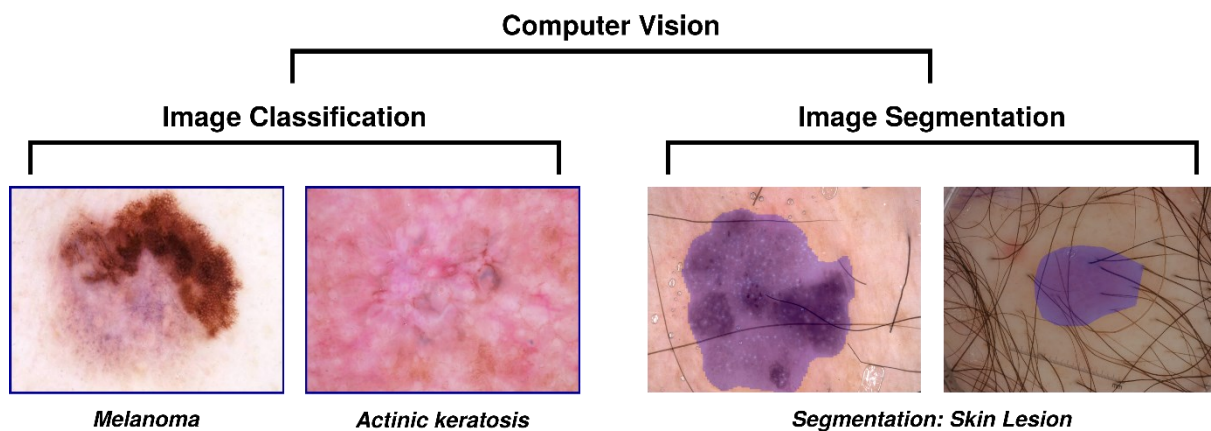 Computer Vision
Image Classification
Image Segmentation
Melanoma
Actinic keratosis
Segmentation: Skin Lesion